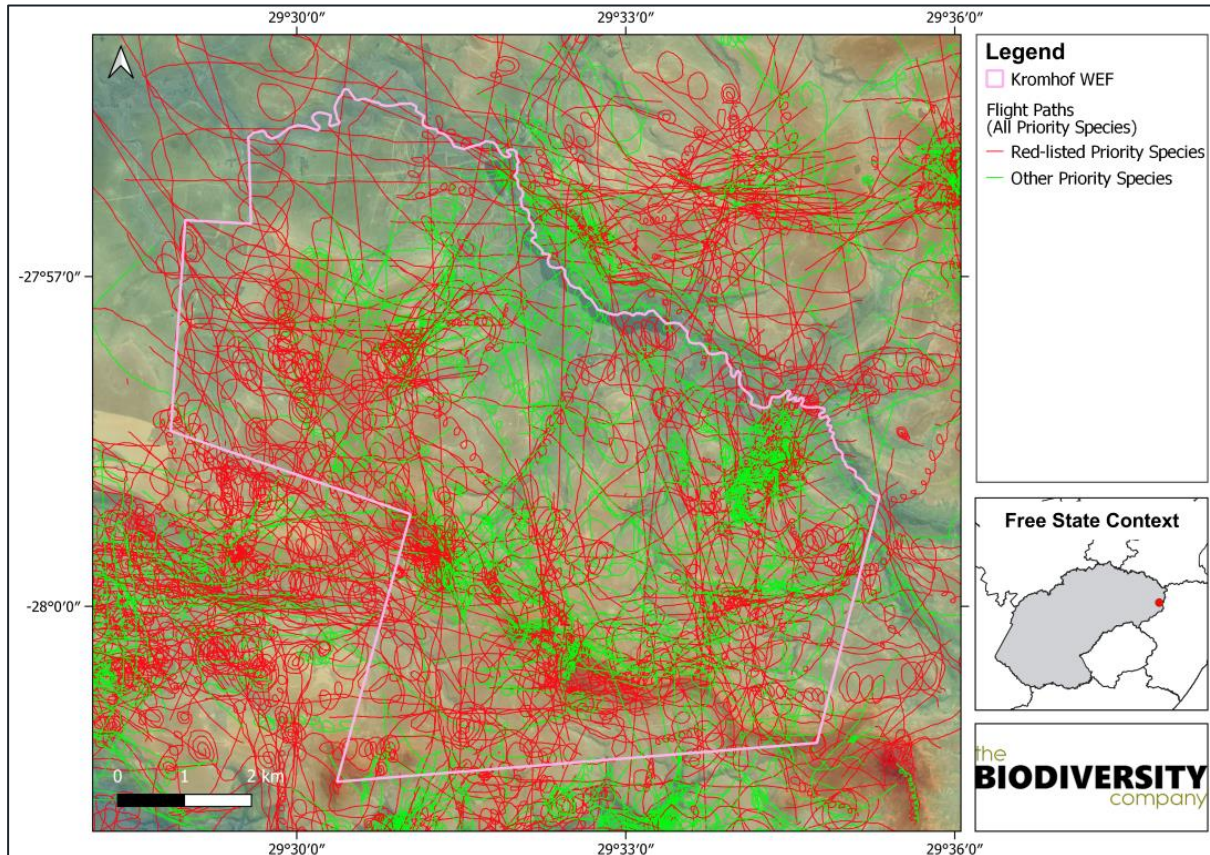 29°30′0″ 29°33′0″ 29°36′0″
Legend
Kromhof WEF
Flight Paths
(All Priority Species)
Red-listed Priority Species
Other Priority Species
-27°57′0″
-28°0′0″
Free State Context
0 1 2 km
29°30′0″ 29°33′0″ 29°36′0″
the
BIODIVERSITY
company